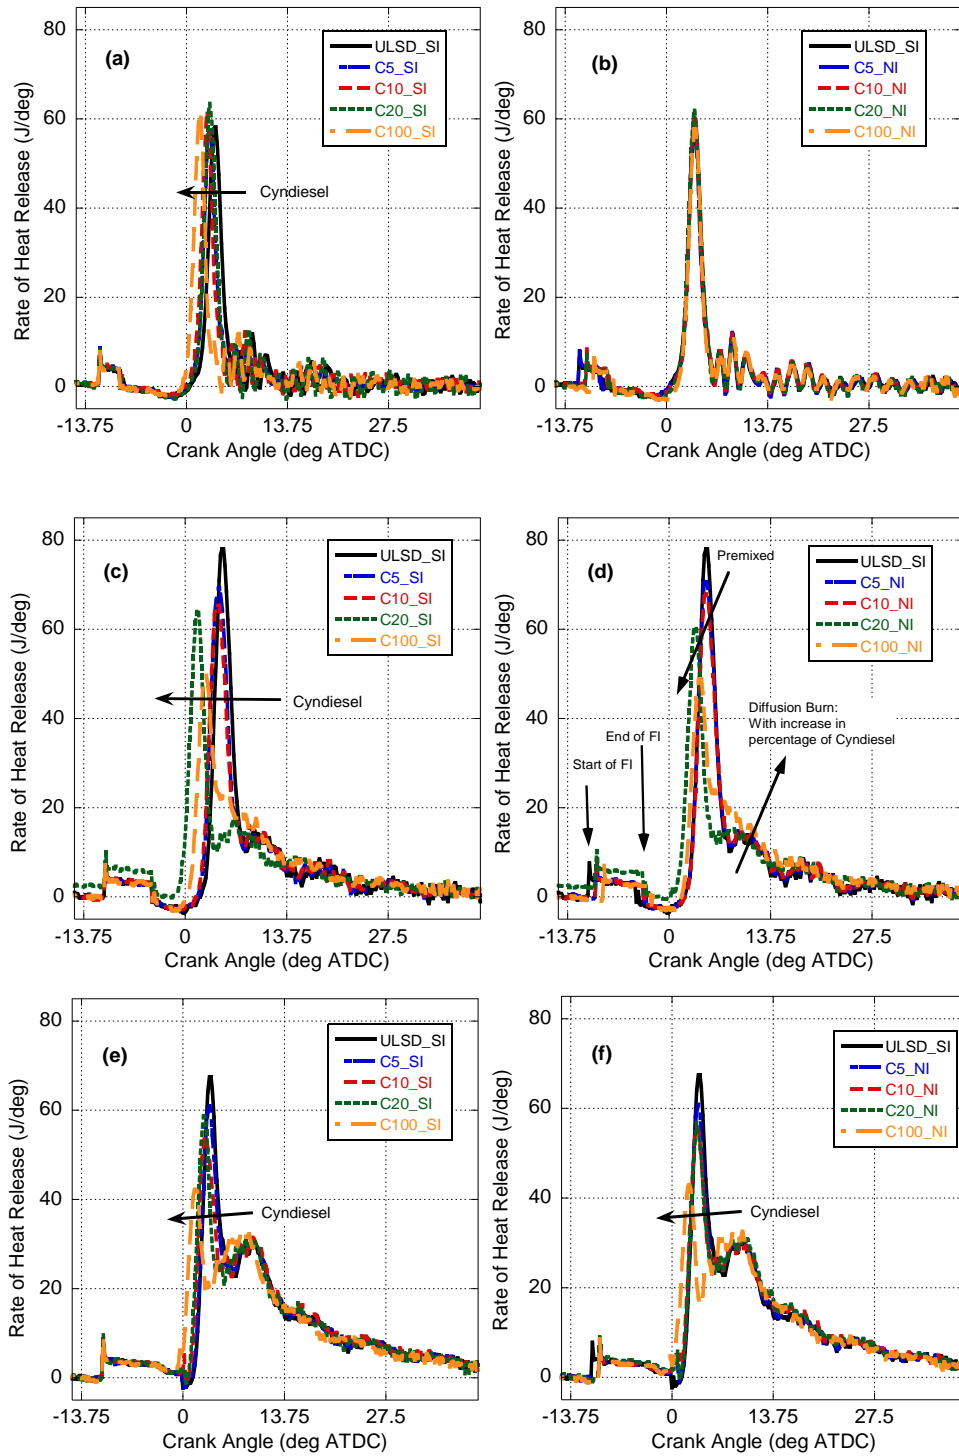 80
60
40
20
0
Rate of Heat Release (J/deg)
(a)
ULSD_SI
C5_SI
C10_SI
C20_SI
C100_SI
Cyndiesel
-13.75
0
13.75
27.5
Crank Angle (deg ATDC)
80
60
40
20
0
Rate of Heat Release (J/deg)
(b)
ULSD_SI
C5_NI
C10_NI
C20_NI
C100_NI
-13.75
0
13.75
27.5
Crank Angle (deg ATDC)
80
60
40
20
0
Rate of Heat Release (J/deg)
(c)
ULSD_SI
C5_SI
C10_SI
C20_SI
C100_SI
Cyndiesel
-13.75
0
13.75
27.5
Crank Angle (deg ATDC)
80
60
40
20
0
Rate of Heat Release (J/deg)
(d)
Premixed
ULSD_SI
C5_NI
C10_NI
C20_NI
C100_NI
Diffusion Burn:
With increase in
percentage of Cyndiesel
End of FI
Start of FI
-13.75
0
13.75
27.5
Crank Angle (deg ATDC)
80
60
40
20
0
Rate of Heat Release (J/deg)
(e)
ULSD_SI
C5_SI
C10_SI
C20_SI
C100_SI
Cyndiesel
-13.75
0
13.75
27.5
Crank Angle (deg ATDC)
80
60
40
20
0
Rate of Heat Release (J/deg)
(f)
ULSD_SI
C5_NI
C10_NI
C20_NI
C100_NI
Cyndiesel
-13.75
0
13.75
27.5
Crank Angle (deg ATDC)